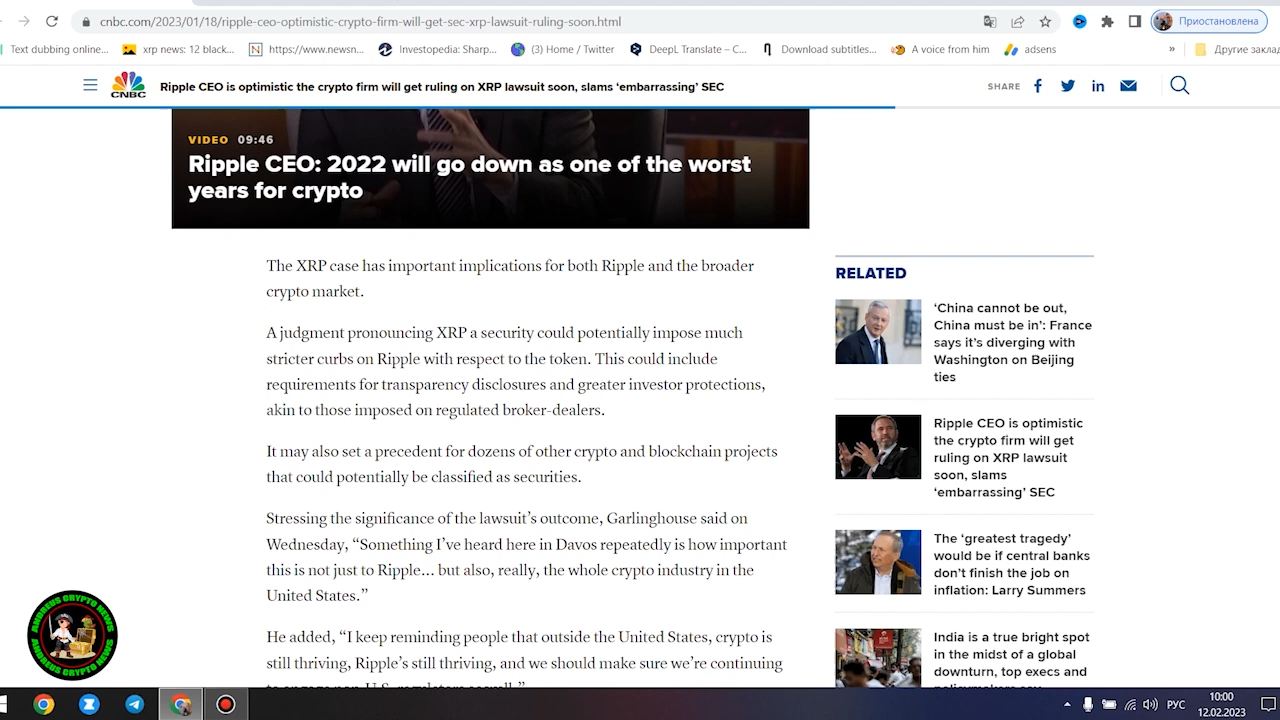 cnbc.com/2023/01/18/ripple-ceo-optimistic-crypto-firm-will-get-sec-xrp-lawsuit-ruling-soon.html
Приостановлена
Text dubbing online...
xrp news: 12 black...
https://www.newsn...
Investopedia: Sharp...
(3) Home / Twitter
DeepL Translate – C...
Download subtitles...
A voice from him
adsens
»
Другие заклад
CNBC
Ripple CEO is optimistic the crypto firm will get ruling on XRP lawsuit soon, slams ‘embarrassing’ SEC
SHARE
VIDEO 09:46
Ripple CEO: 2022 will go down as one of the worst
years for crypto
The XRP case has important implications for both Ripple and the broader
crypto market.
A judgment pronouncing XRP a security could potentially impose much
stricter curbs on Ripple with respect to the token. This could include
requirements for transparency disclosures and greater investor protections,
akin to those imposed on regulated broker-dealers.
It may also set a precedent for dozens of other crypto and blockchain projects
that could potentially be classified as securities.
Stressing the significance of the lawsuit’s outcome, Garlinghouse said on
Wednesday, “Something I’ve heard here in Davos repeatedly is how important
this is not just to Ripple... but also, really, the whole crypto industry in the
United States.”
He added, “I keep reminding people that outside the United States, crypto is
still thriving, Ripple’s still thriving, and we should make sure we’re continuing
RELATED
‘China cannot be out,
China must be in’: France
says it’s diverging with
Washington on Beijing
ties
Ripple CEO is optimistic
the crypto firm will get
ruling on XRP lawsuit
soon, slams
‘embarrassing’ SEC
The ‘greatest tragedy’
would be if central banks
don’t finish the job on
inflation: Larry Summers
India is a true bright spot
in the midst of a global
downturn, top execs and
ANDREUS CRYPTO NEWS
ANDREUS CRYPTO NEWS
РУС
10:00
12.02.2023